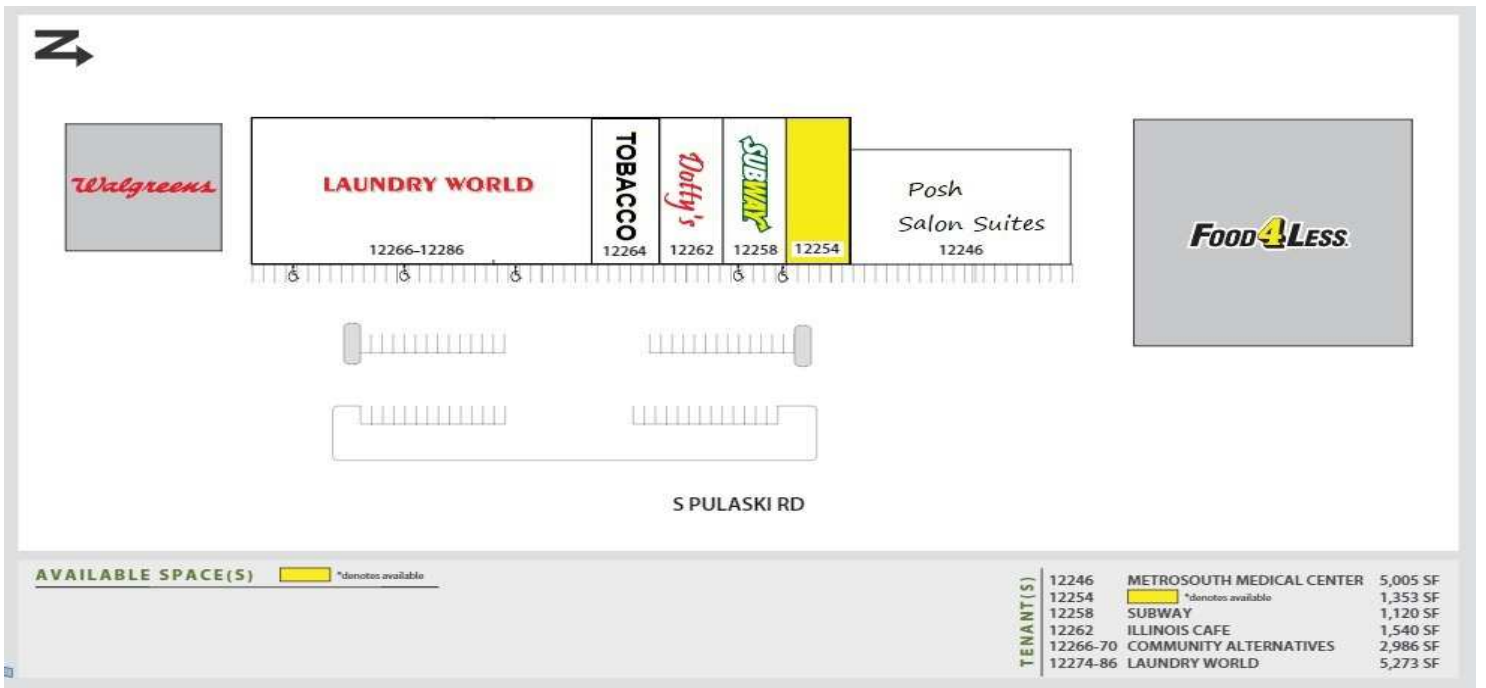 N
Walgreens
LAUNDRY WORLD
12266-12286
TOBACCO
12264
Dotty's
12262
SUBWAY
12258
12254
Posh
Salon Suites
12246
FOOD4LESS.
S PULASKI RD
AVAILABLE SPACE(S) *denotes available
TENANT(S)
12246 METROSOUTH MEDICAL CENTER 5,005 SF
12254 *denotes available 1,353 SF
12258 SUBWAY 1,120 SF
12262 ILLINOIS CAFE 1,540 SF
12266-70 COMMUNITY ALTERNATIVES 2,986 SF
12274-86 LAUNDRY WORLD 5,273 SF